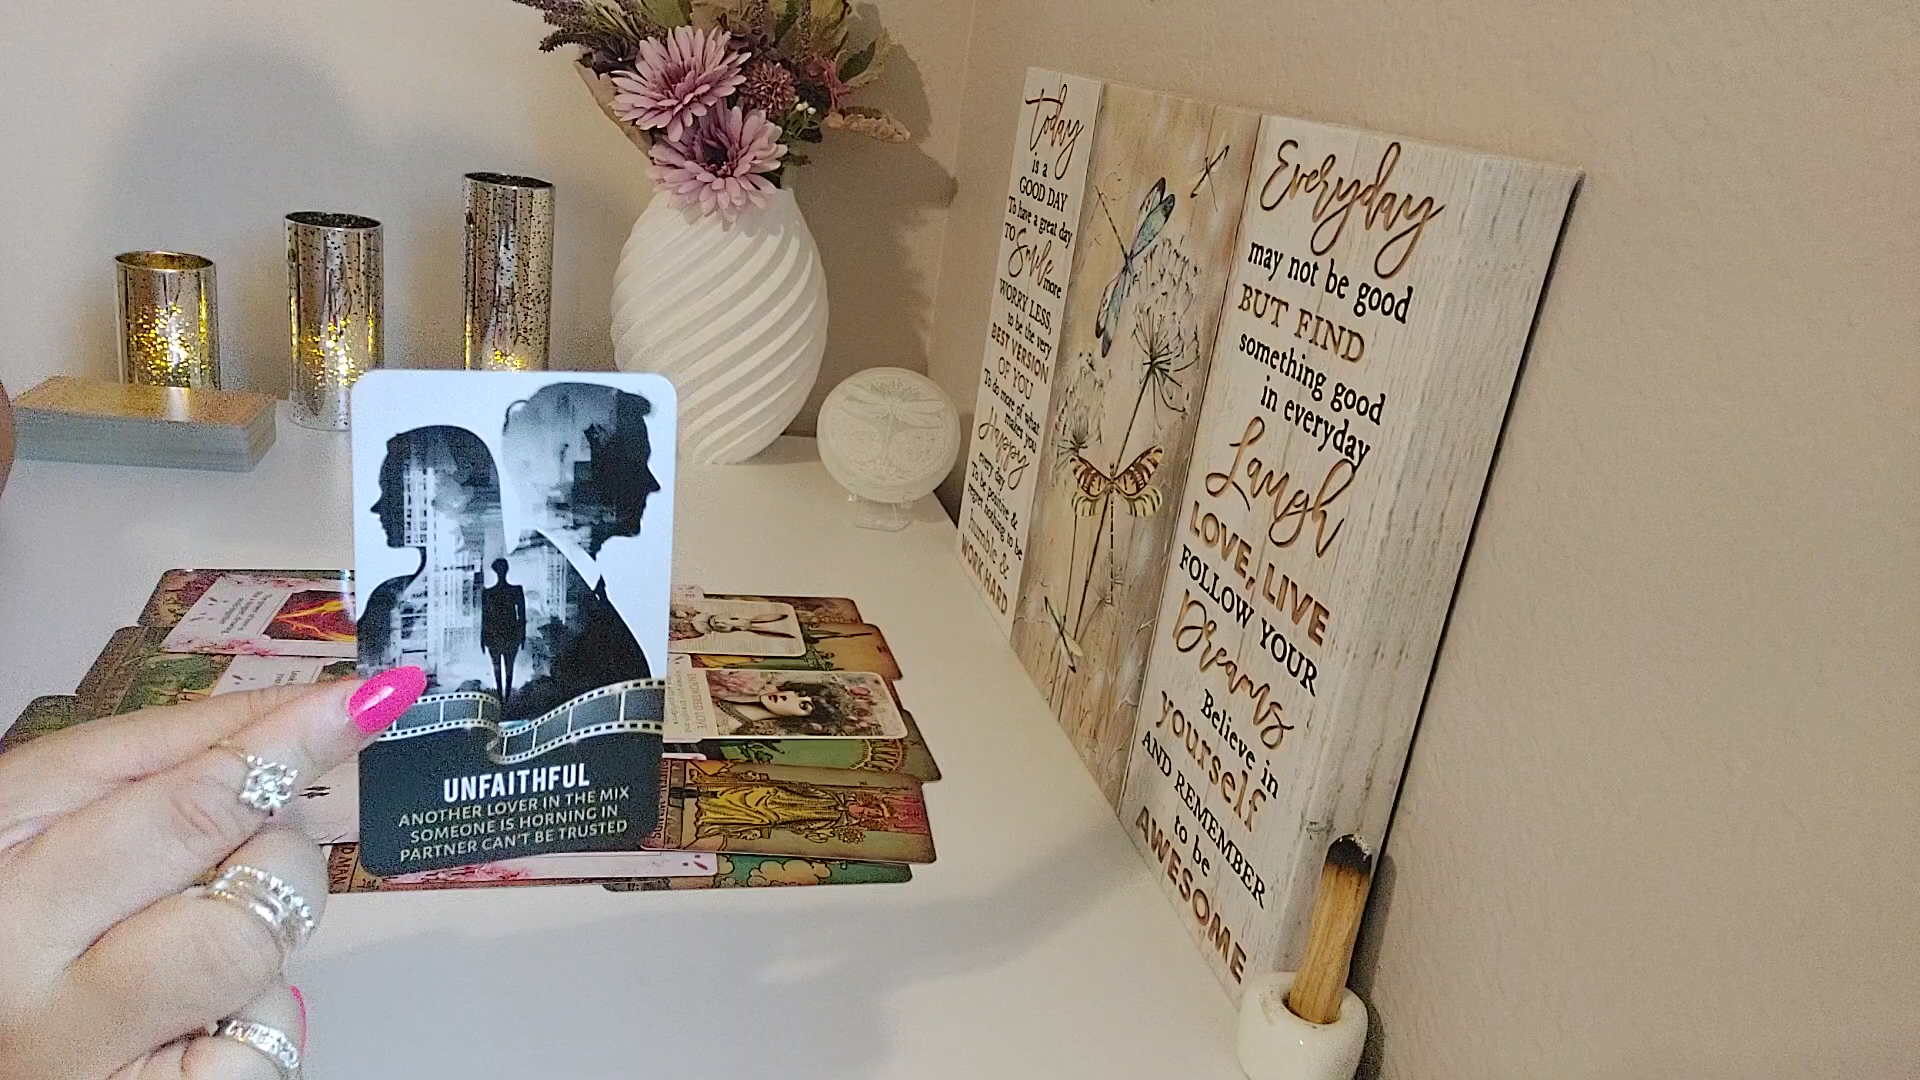 UNFAITHFUL
ANOTHER LOVER IN THE MIX
SOMEONE IS HORNING IN
PARTNER CAN'T BE TRUSTED
today
is a
GOOD DAY
To have a great day
TO Smile more
WORRY LESS,
to be the very
BEST VERSION
OF YOU
To do more of what
makes you
Happy
every day
To be positive &
regret nothing to be
humble &
WORK HARD
Everyday
may not be good
BUT FIND
something good
in everyday
Laugh
LOVE, LIVE
FOLLOW YOUR
Dreams
Believe in
yourself
AND REMEMBER
to be
AWESOME